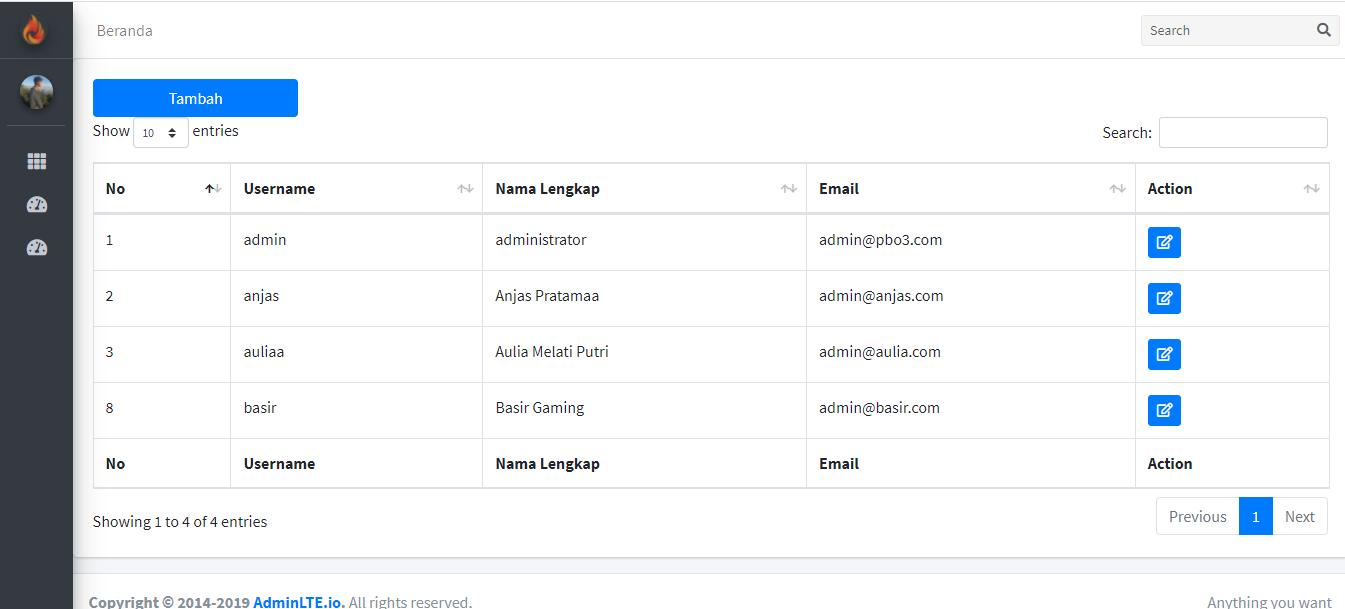 Beranda
Search
Tambah
Show 10 entries
Search:
No Username Nama Lengkap Email Action
1 admin administrator admin@pbo3.com
2 anjas Anjas Pratamaa admin@anjas.com
3 auliaa Aulia Melati Putri admin@aulia.com
8 basir Basir Gaming admin@basir.com
No Username Nama Lengkap Email Action
Showing 1 to 4 of 4 entries
Previous 1 Next
Copyright © 2014-2019 AdminLTE.io. All rights reserved.
Anything you want